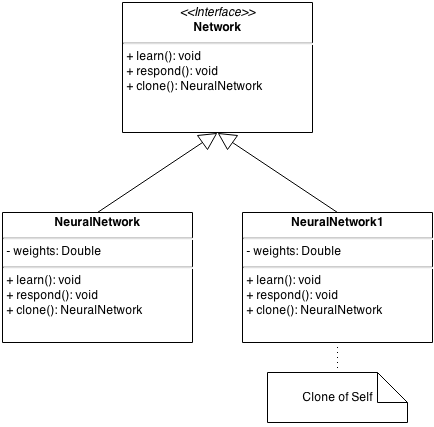 <<Interface>>
Network
+ learn(): void
+ respond(): void
+ clone(): NeuralNetwork
NeuralNetwork
- weights: Double
+ learn(): void
+ respond(): void
+ clone(): NeuralNetwork
NeuralNetwork1
- weights: Double
+ learn(): void
+ respond(): void
+ clone(): NeuralNetwork
Clone of Self